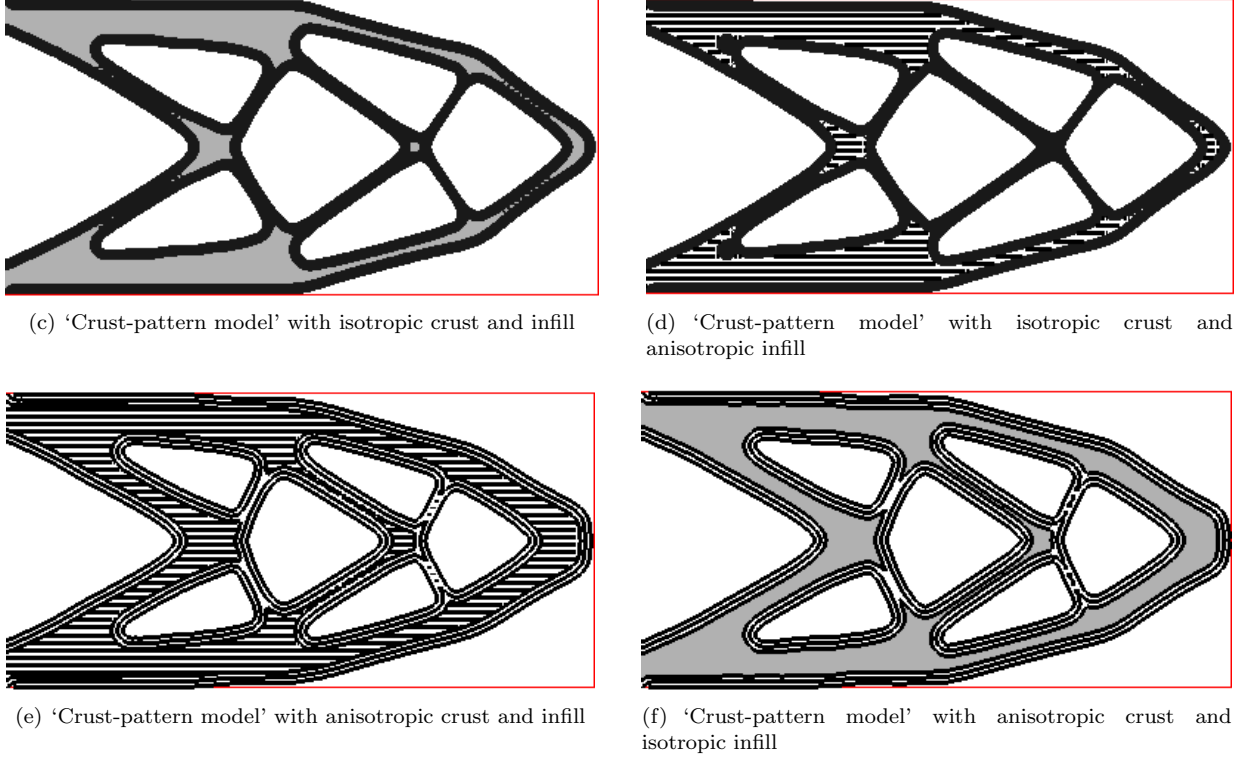 (c) ‘Crust-pattern model’ with isotropic crust and infill
(d) ‘Crust-pattern model’ with isotropic crust and
anisotropic infill
(e) ‘Crust-pattern model’ with anisotropic crust and infill
(f) ‘Crust-pattern model’ with anisotropic crust and
isotropic infill